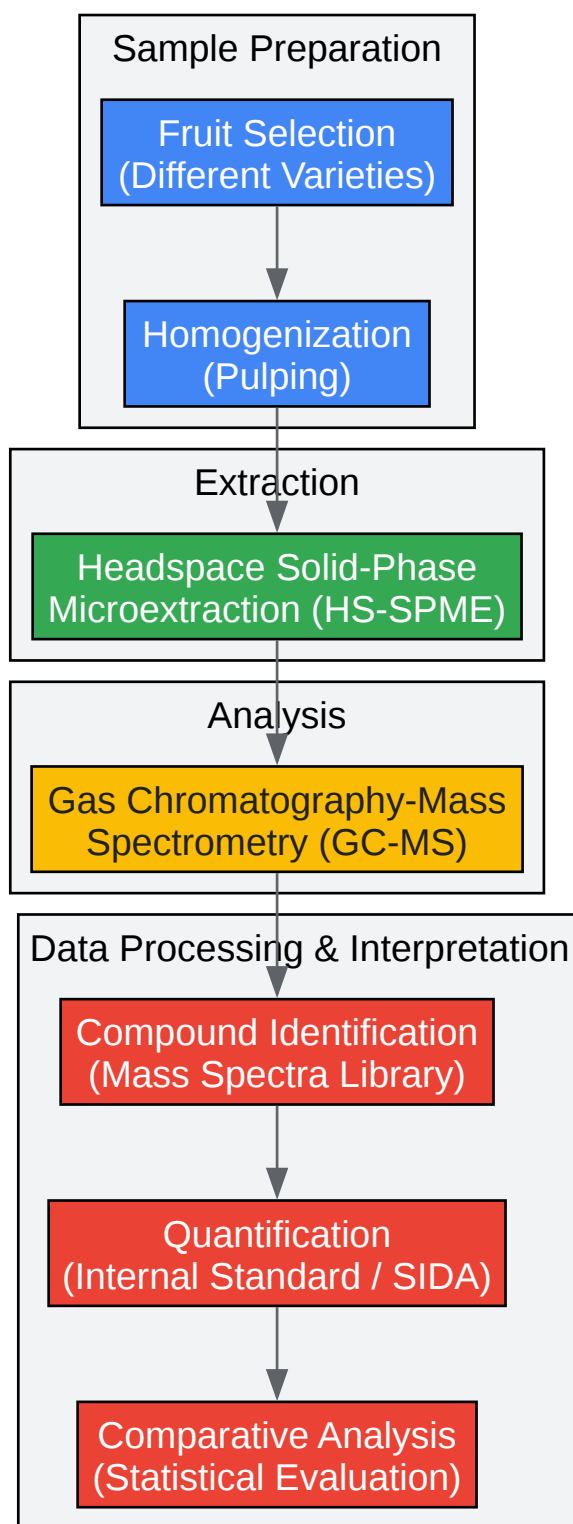 Sample Preparation
Fruit Selection
(Different Varieties)
Homogenization
(Pulping)
Extraction
Headspace Solid-Phase
Microextraction (HS-SPME)
Analysis
Gas Chromatography-Mass
Spectrometry (GC-MS)
Data Processing & Interpretation
Compound Identification
(Mass Spectra Library)
Quantification
(Internal Standard / SIDA)
Comparative Analysis
(Statistical Evaluation)